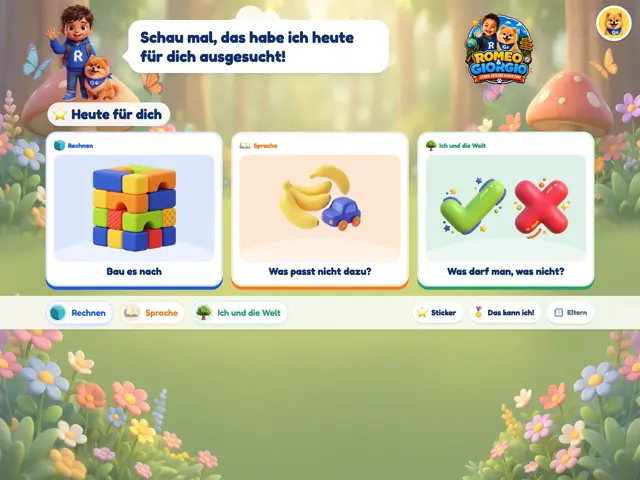 Schau mal, das habe ich heute
für dich ausgesucht!
R
R Gr
ROMEO
&
GIORGIO
Heute für dich
Rechnen
Sprache
Ich und die Welt
Bau es nach
Was passt nicht dazu?
Was darf man, was nicht?
Rechnen
Sprache
Ich und die Welt
Sticker
Das kann ich!
Eltern